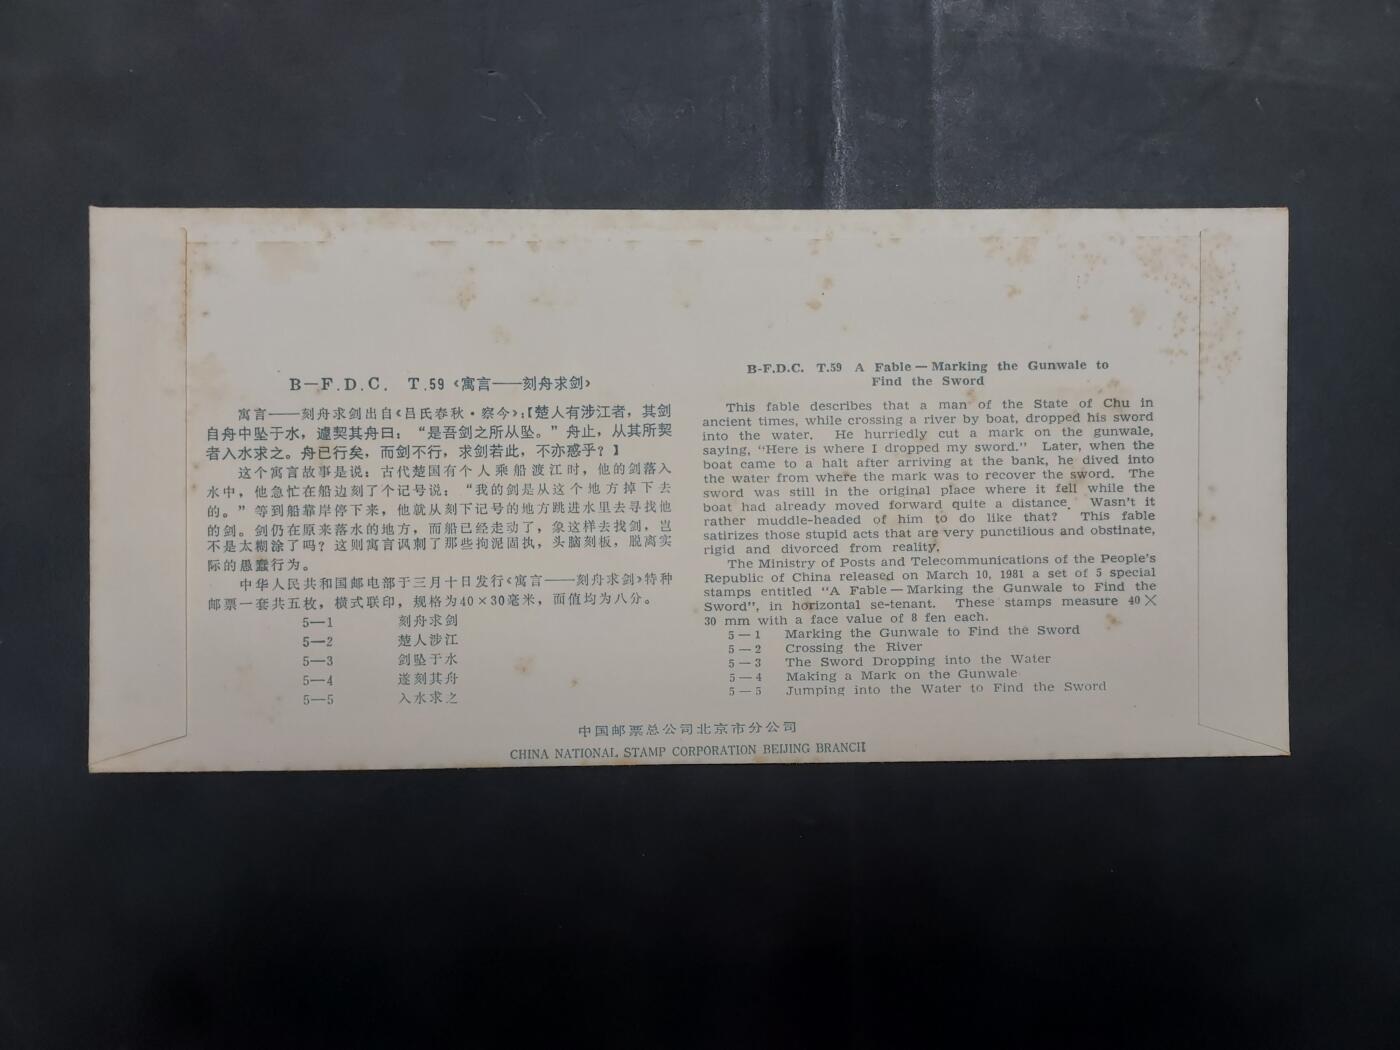 B—F.D.C. T.59《寓言——刻舟求剑》
寓言——刻舟求剑出自《吕氏春秋·察今》:【楚人有涉江者，其剑
自舟中坠于水，遽契其舟曰：“是吾剑之所从坠。”舟止，从其所契
者入水求之。舟已行矣，而剑不行，求剑若此，不亦惑乎？】
这个寓言故事是说：古代楚国有个人乘船渡江时，他的剑落入
水中，他急忙在船边刻了个记号说：“我的剑是从这个地方掉下去
的。”等到船靠岸停下来，他就从刻下记号的地方跳进水里去寻找他
的剑。剑仍在原来落水的地方，而船已经走动了，象这样去找剑，岂
不是太糊涂了吗？这则寓言讽刺了那些拘泥固执，头脑刻板，脱离实
际的愚蠢行为。
中华人民共和国邮电部于三月十日发行《寓言——刻舟求剑》特种
邮票一套共五枚，横式联印，规格为40×30毫米，面值均为八分。
5—1 刻舟求剑
5—2 楚人涉江
5—3 剑坠于水
5—4 遂刻其舟
5—5 入水求之
B-F.D.C. T.59 A Fable — Marking the Gunwale to
Find the Sword
This fable describes that a man of the State of Chu in
ancient times, while crossing a river by boat, dropped his sword
into the water. He hurriedly cut a mark on the gunwale,
saying, “Here is where I dropped my sword.” Later, when the
boat came to a halt after arriving at the bank, he dived into
the water from where the mark was to recover the sword. The
sword was still in the original place where it fell while the
boat had already moved forward quite a distance. Wasn't it
rather muddle-headed of him to do like that? This fable
satirizes those stupid acts that are very punctilious and obstinate,
rigid and divorced from reality.
The Ministry of Posts and Telecommunications of the People's
Republic of China released on March 10, 1981 a set of 5 special
stamps entitled “A Fable — Marking the Gunwale to Find the
Sword”, in horizontal se-tenant. These stamps measure 40 ×
30 mm with a face value of 8 fen each.
5 — 1 Marking the Gunwale to Find the Sword
5 — 2 Crossing the River
5 — 3 The Sword Dropping into the Water
5 — 4 Making a Mark on the Gunwale
5 — 5 Jumping into the Water to Find the Sword
中国邮票总公司北京市分公司
CHINA NATIONAL STAMP CORPORATION BEIJING BRANCH